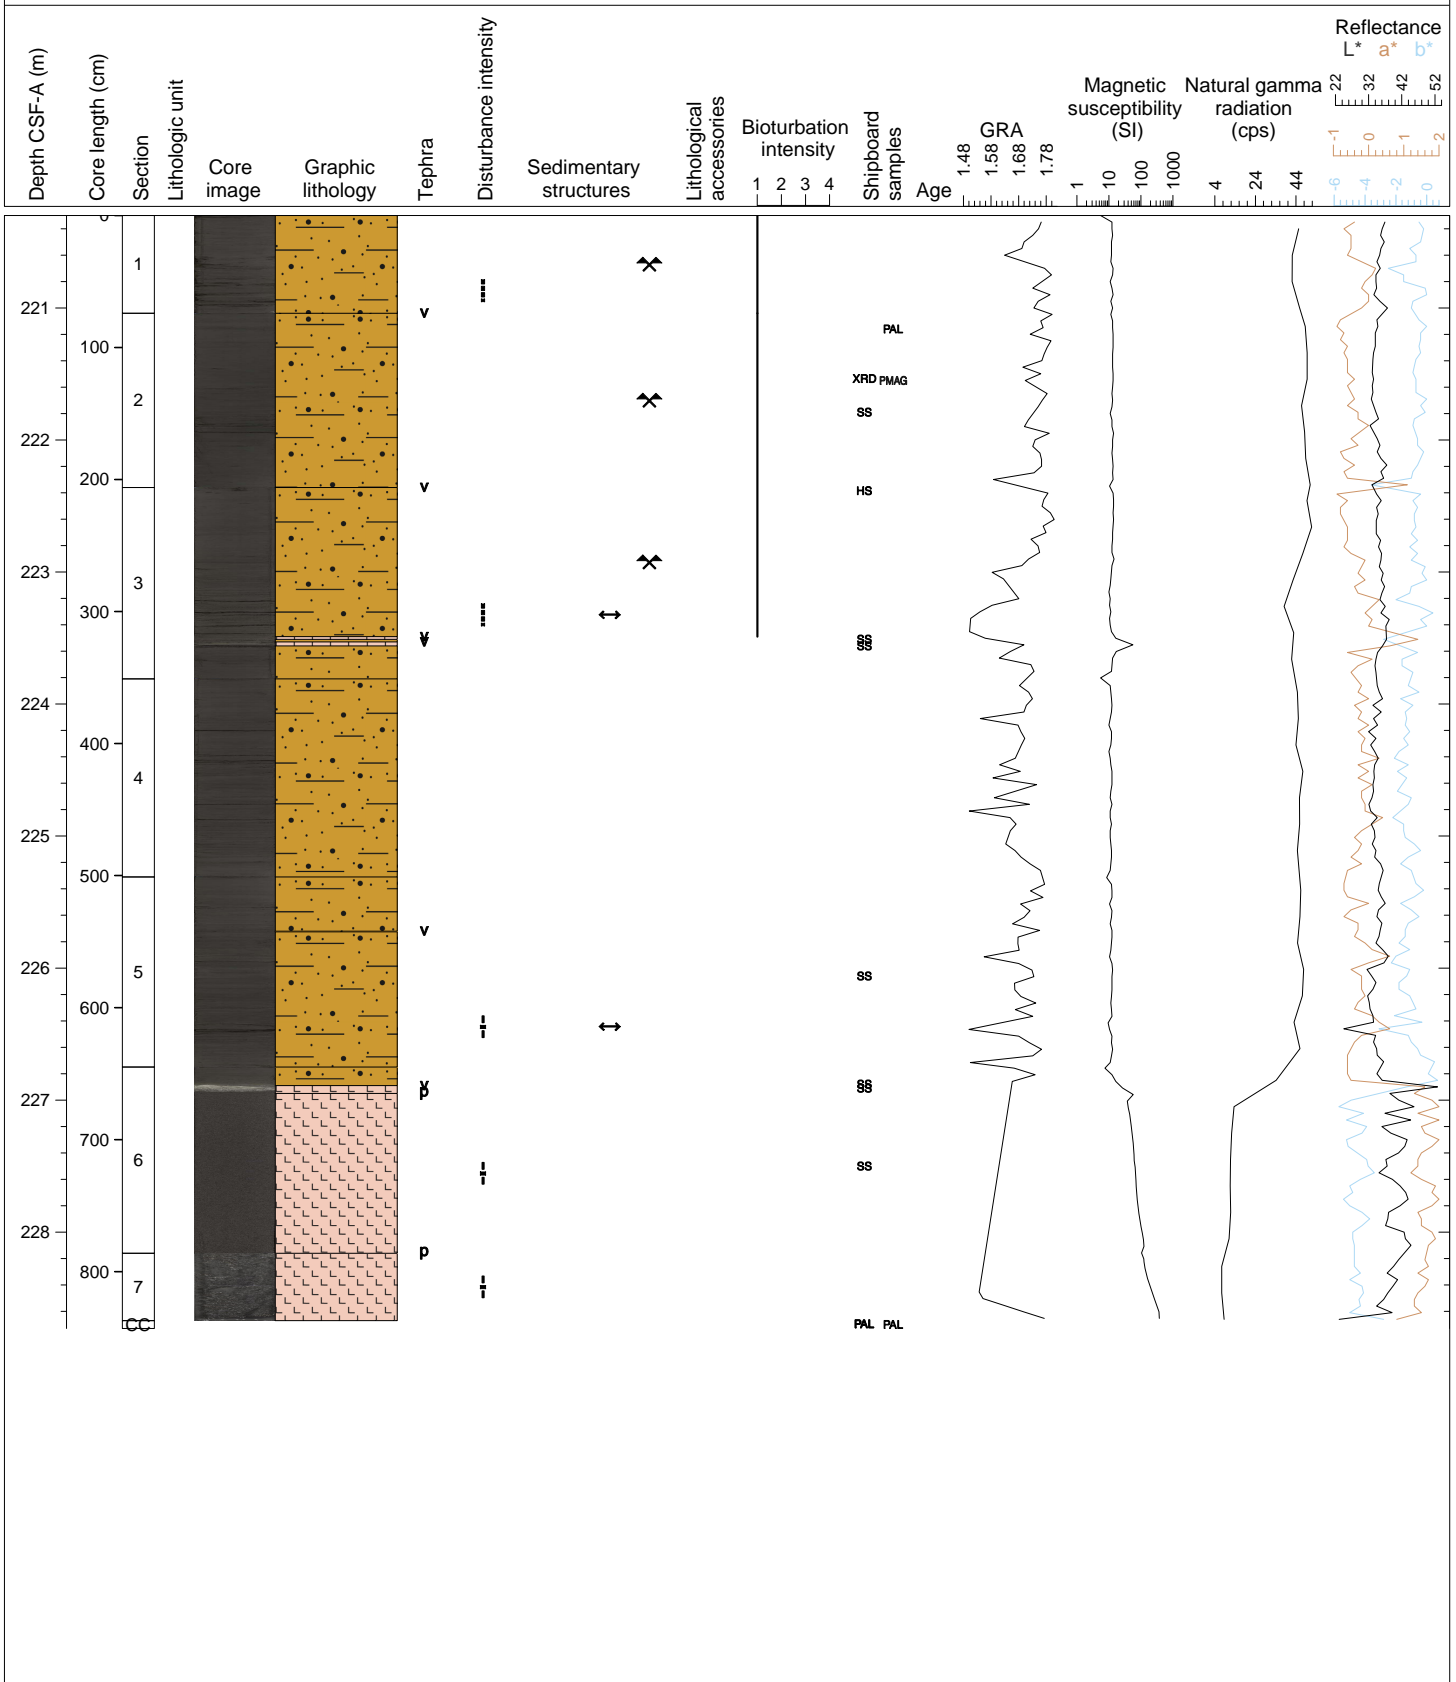 Depth CSF-A (m)
Core length (cm)
Section
Lithologic unit
Core image
Graphic lithology
Tephra
Disturbance intensity
Sedimentary structures
Lithological accessories
Bioturbation intensity
1 2 3 4
Shipboard samples
Age
GRA
1.48 1.58 1.68 1.78
Magnetic susceptibility (SI)
1 10 100 1000
Natural gamma radiation (cps)
4 24 44
Reflectance
L* a* b*
22 32 42 52
-1 0 1 2
-6 -4 -2 0
0
1
221
v
PAL
100
XRD PMAG
2
SS
222
200
v
HS
223
3
300
v
SS
v
SS
224
400
4
225
500
v
226
5
SS
600
v
SS
p
SS
227
700
6
SS
228
p
800
7
CC
PAL PAL